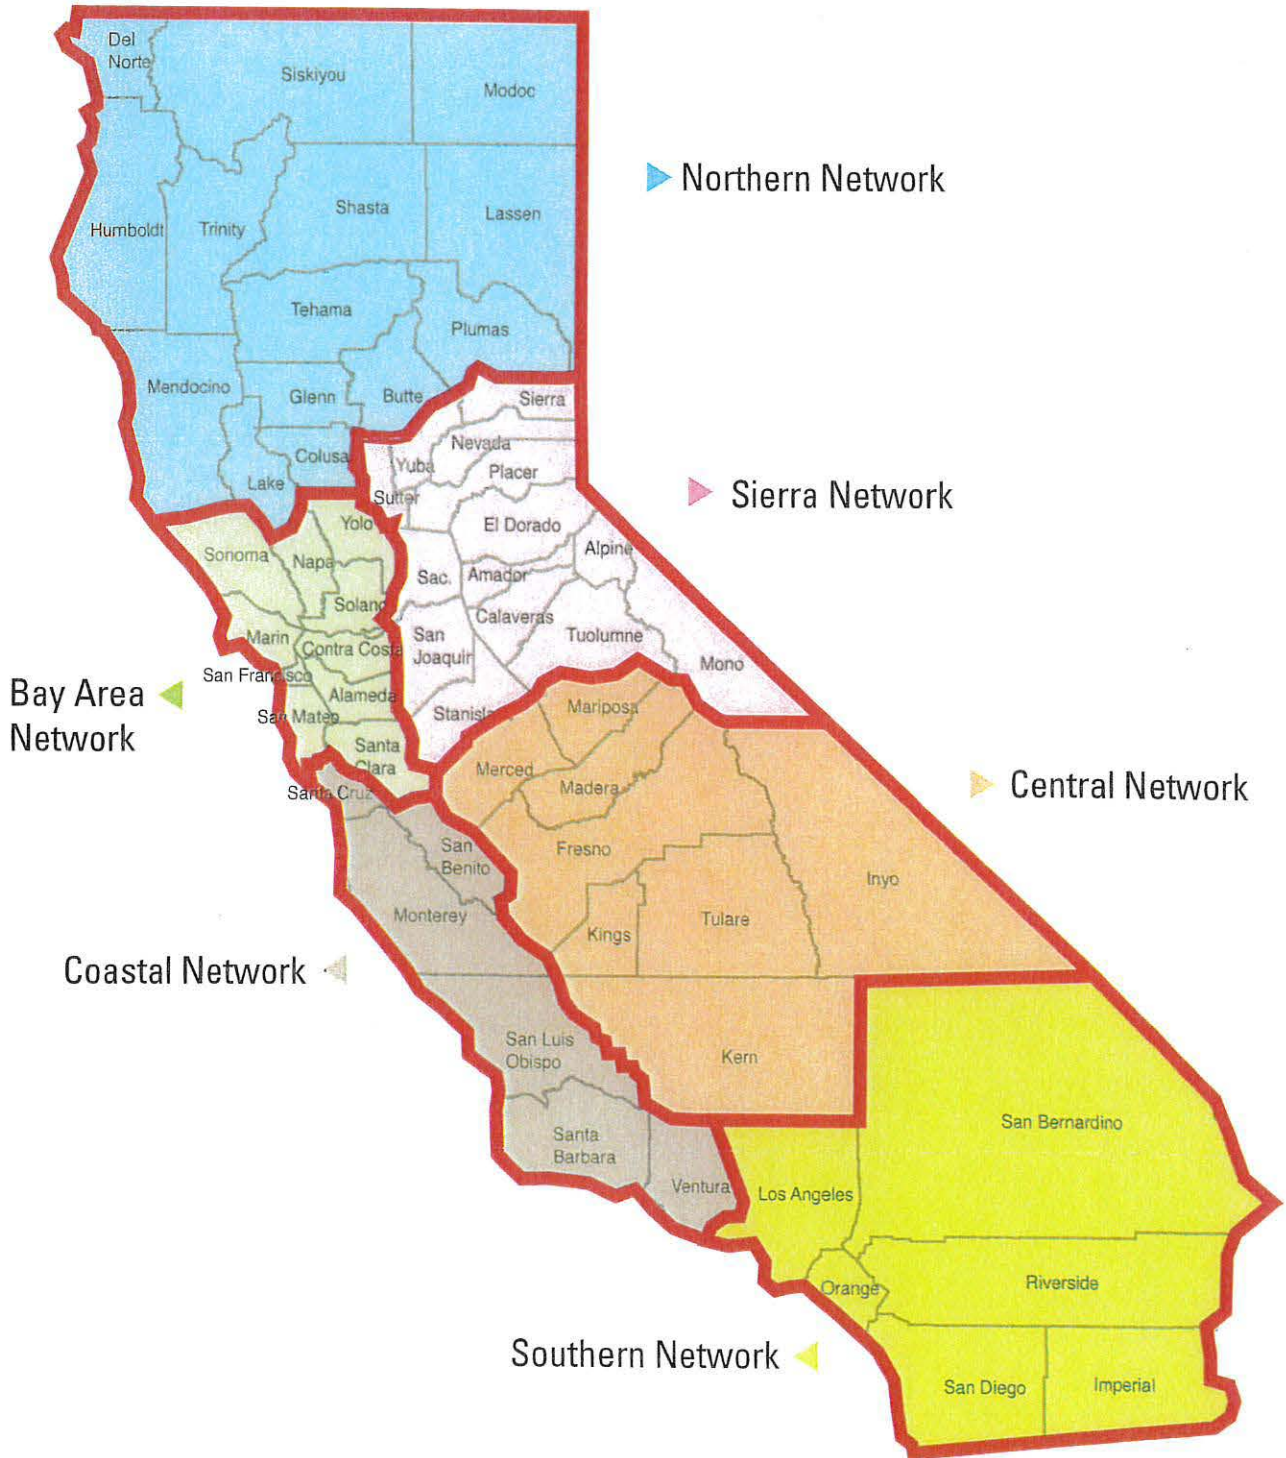 Del
Norte
Siskiyou
Modoc
Northern Network
Humboldt
Trinity
Shasta
Lassen
Tehama
Plumas
Mendocino
Glenn
Butte
Sierra
Nevada
Colusa
Yuba
Placer
Lake
Sutter
Sierra Network
Yolo
El Dorado
Sonoma
Napa
Alpine
Sac.
Amador
Solano
Calaveras
Marin
Contra Costa
San
Joaquin
Tuolumne
San Francisco
Mono
Bay Area
Network
Alameda
San Mateo
Stanisla
Mariposa
Santa
Clara
Merced
Madera
Central Network
Santa Cruz
San
Benito
Fresno
Inyo
Monterey
Kings
Tulare
Coastal Network
San Luis
Obispo
Kern
Santa
Barbara
San Bernardino
Ventura
Los Angeles
Orange
Riverside
Southern Network
San Diego
Imperial